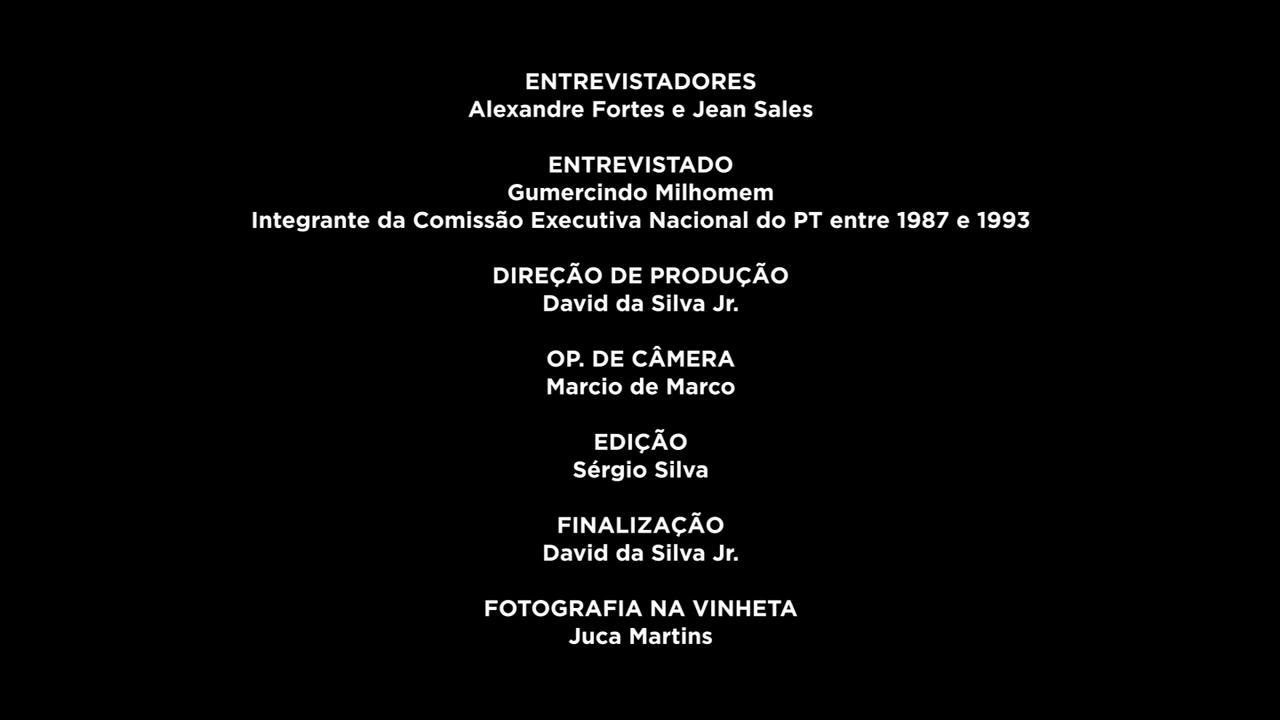 ENTREVISTADORES
Alexandre Fortes e Jean Sales
ENTREVISTADO
Gumercindo Milhomem
Integrante da Comissão Executiva Nacional do PT entre 1987 e 1993
DIREÇÃO DE PRODUÇÃO
David da Silva Jr.
OP. DE CÂMERA
Marcio de Marco
EDIÇÃO
Sérgio Silva
FINALIZAÇÃO
David da Silva Jr.
FOTOGRAFIA NA VINHETA
Juca Martins